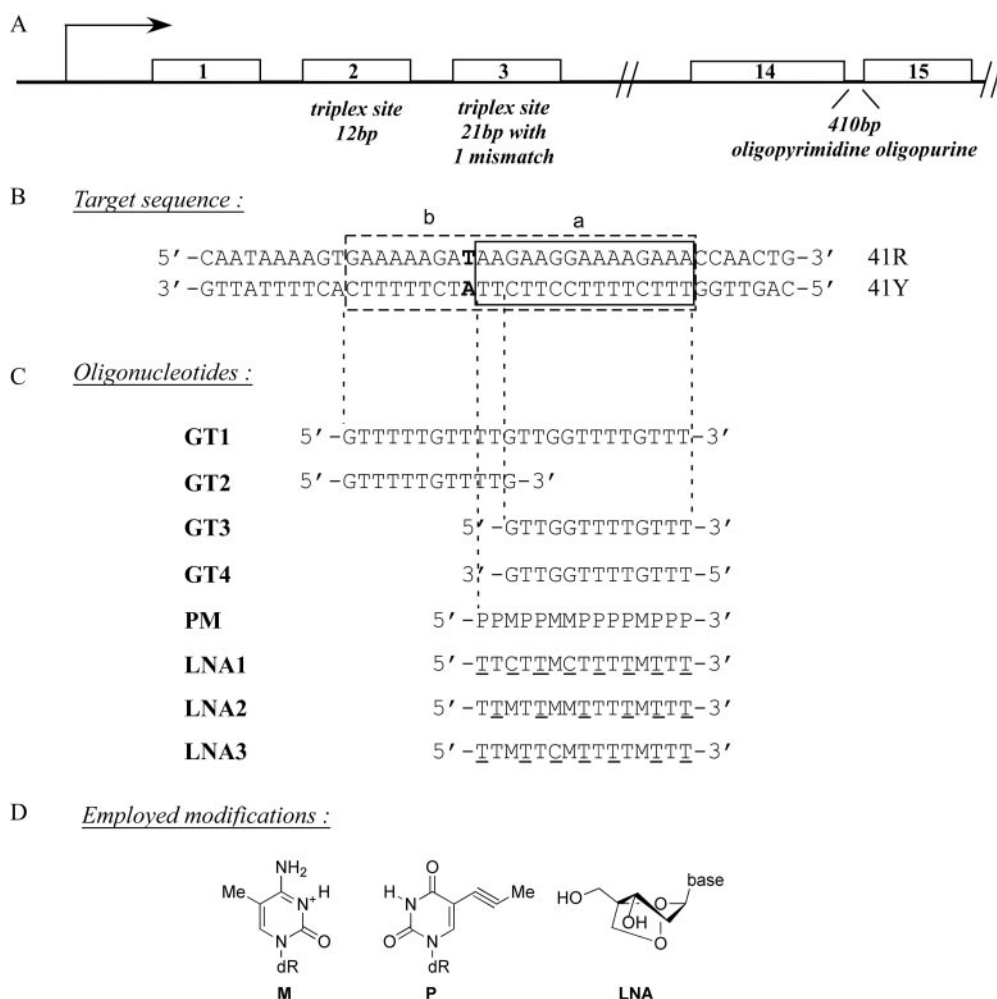 A
1 2 3 14 15
triplex site
12bp
triplex site
21bp with
1 mismatch
410bp
oligopyrimidine oligopurine
B Target sequence :
b a
5'-CAATAAAAGTGAAAAAGATAAGAAGGAAAAGAAACCAACTG-3' 41R
3'-GTTATTTTCACTTTTTCTATTCTTCCTTTTCTTTGGTTGAC-5' 41Y
C Oligonucleotides :
GT1 5'-GTTTTTGTTTTGTTGGTTTTGTTT-3'
GT2 5'-GTTTTTGTTTTG-3'
GT3 5'-GTTGGTTTTGTTT-3'
GT4 3'-GTTGGTTTTGTTT-5'
PM 5'-PPMPPMMPPPPMPPP-3'
LNA1 5'-TTCTTMCTTTTMTTT-3'
LNA2 5'-TTMTTMMTTTTMTTT-3'
LNA3 5'-TTMTTCMTTTTMTTT-3'
D Employed modifications :
NH2
Me N+ H
N O
dR
M
O
H N Me
O N
dR
P
base
HO O
OH O
LNA